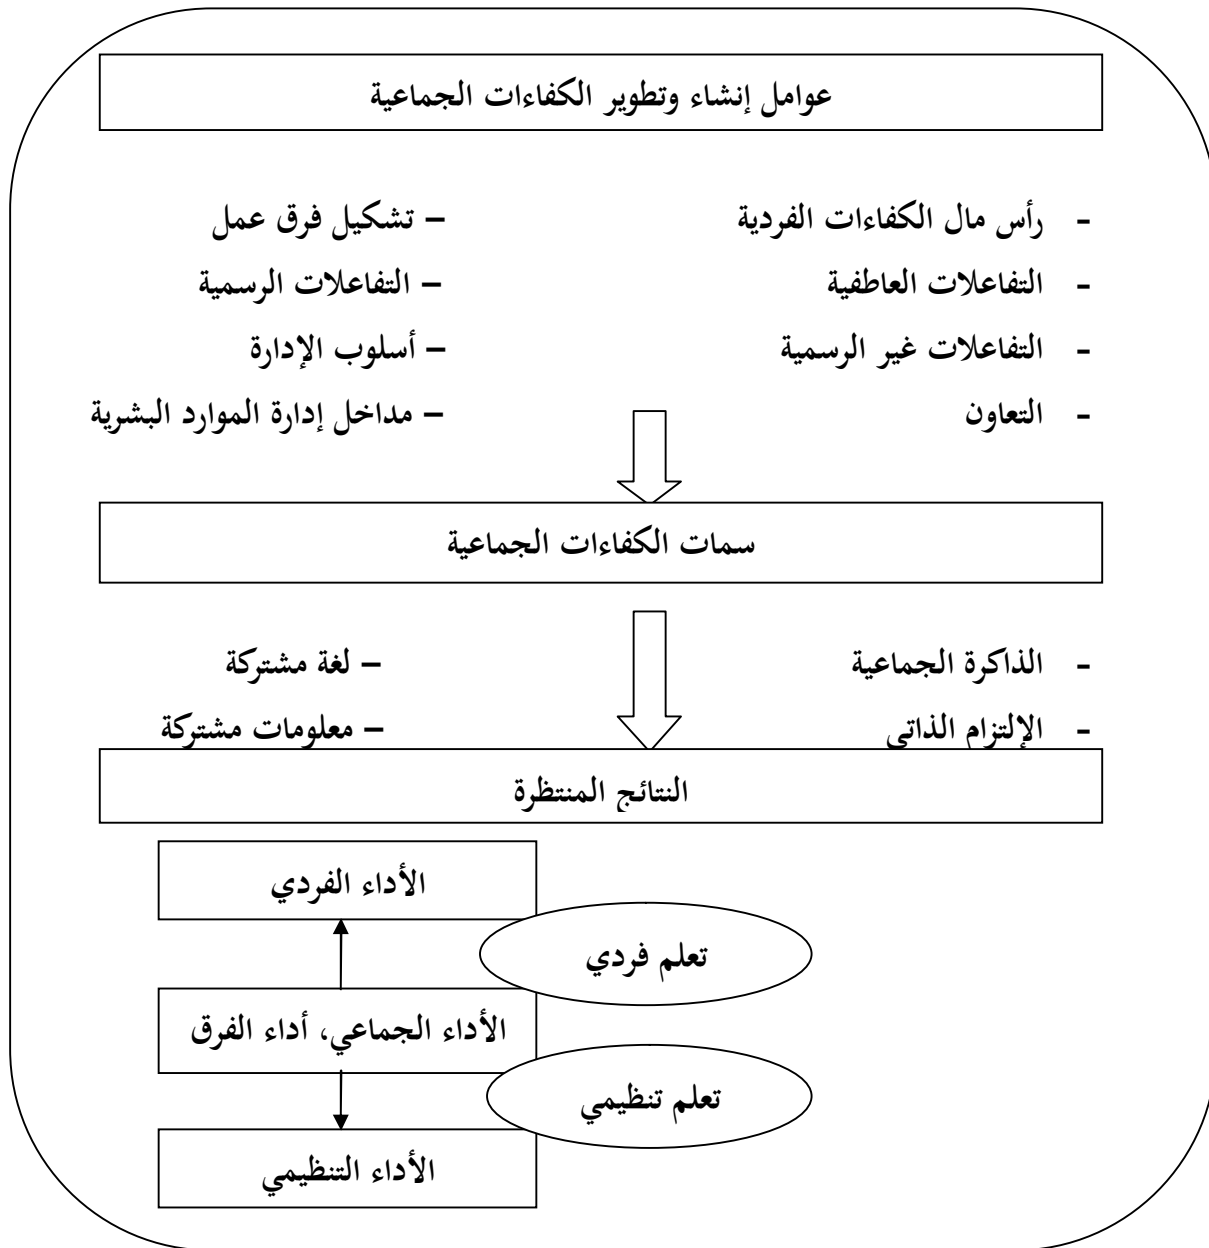 عوامل إنشاء وتطوير الكفاءات الجماعية
- رأس مال الكفاءات الفردية – تشكيل فرق عمل
- التفاعلات العاطفية – التفاعلات الرسمية
- التفاعلات غير الرسمية – أسلوب الإدارة
- التعاون – مداخل إدارة الموارد البشرية
سمات الكفاءات الجماعية
- الذاكرة الجماعية – لغة مشتركة
- الإلتزام الذاتي – معلومات مشتركة
النتائج المنتظرة
الأداء الفردي
تعلم فردي
الأداء الجماعي، أداء الفرق
تعلم تنظيمي
الأداء التنظيمي